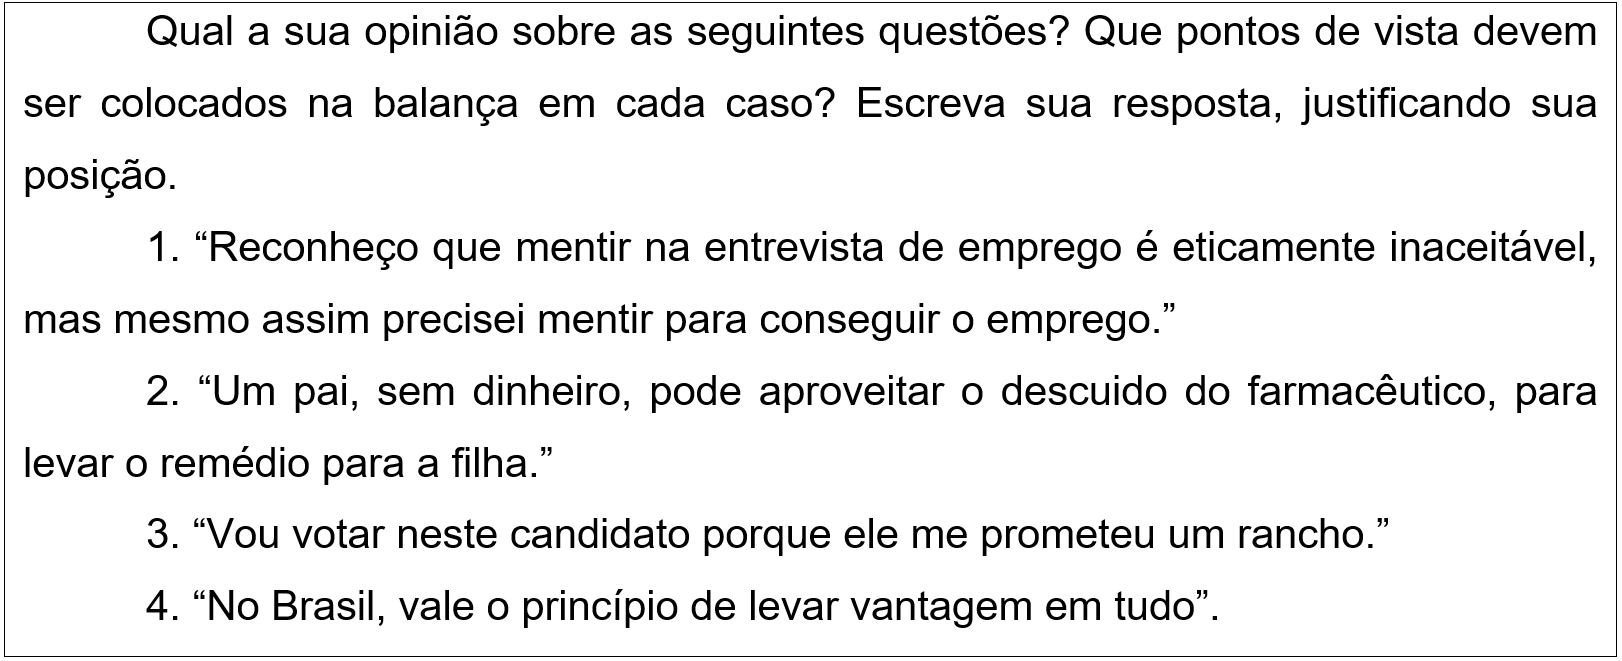 Qual a sua opinião sobre as seguintes questões? Que pontos de vista devem
ser colocados na balança em cada caso? Escreva sua resposta, justificando sua
posição.
1. “Reconheço que mentir na entrevista de emprego é eticamente inaceitável,
mas mesmo assim precisei mentir para conseguir o emprego.”
2. “Um pai, sem dinheiro, pode aproveitar o descuido do farmacêutico, para
levar o remédio para a filha.”
3. “Vou votar neste candidato porque ele me prometeu um rancho.”
4. “No Brasil, vale o princípio de levar vantagem em tudo”.